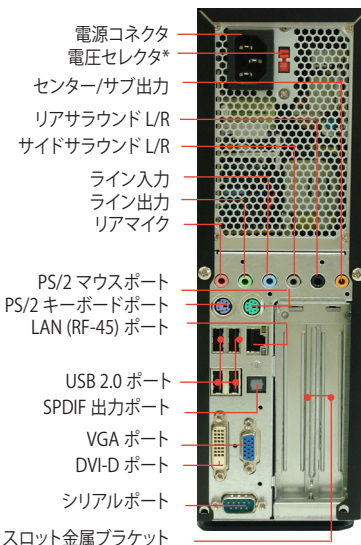 電源コネクタ
電圧セレクタ*
センター/サブ出力
リアサラウンド L/R
サイドサラウンド L/R
ライン入力
ライン出力
リアマイク
PS/2 マウスポート
PS/2 キーボードポート
LAN (RF-45) ポート
USB 2.0 ポート
SPDIF 出力ポート
VGA ポート
DVI-D ポート
シリアルポート
スロット金属ブラケット